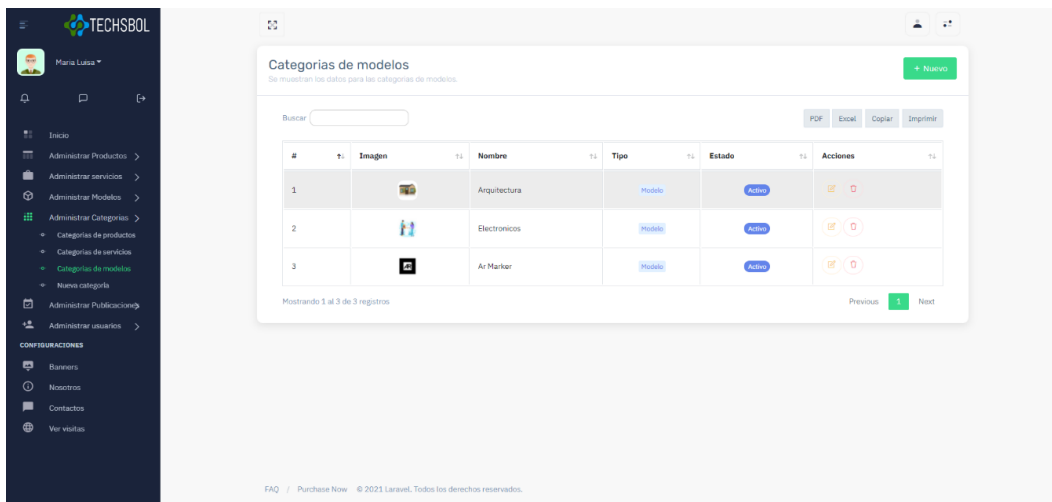 TECHSBOL
Maria Luisa
Inicio
Administrar Productos
Administrar servicios
Administrar Modelos
Administrar Categorias
Categorias de productos
Categorias de servicios
Categorias de modelos
Nueva categoria
Administrar Publicaciones
Administrar usuarios
CONFIGURACIONES
Banners
Nosotros
Contactos
Ver visitas
Categorias de modelos
Se muestran los datos para las categorias de modelos.
+ Nuevo
Buscar
PDF Excel Copiar Imprimir
# Imagen Nombre Tipo Estado Acciones
1 Arquitectura Modelo Activo
2 Electronicos Modelo Activo
3 Ar Marker Modelo Activo
Mostrando 1 al 3 de 3 registros
Previous 1 Next
FAQ / Purchase Now © 2021 Laravel, Todos los derechos reservados.